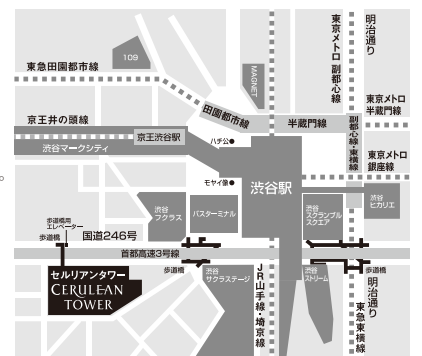 109
東急田園都市線
MAGNET
東京メトロ 副都心線
明治通り
東京メトロ
半蔵門線
田園都市線
半蔵門線
副都心線・東横線
京王井の頭線
京王渋谷駅
渋谷マークシティ
ハチ公
東京メトロ
銀座線
モヤイ像
渋谷駅
渋谷
ヒカリエ
渋谷
フクラス
バスターミナル
渋谷
スクランブル
スクエア
歩道橋用
エレベーター
歩道橋
国道246号
首都高速3号線
歩道橋
渋谷
サクラステージ
渋谷
ストリーム
歩道橋
セルリアンタワー
CERULEAN
TOWER
JR山手線・埼京線
東急東横線
明治通り